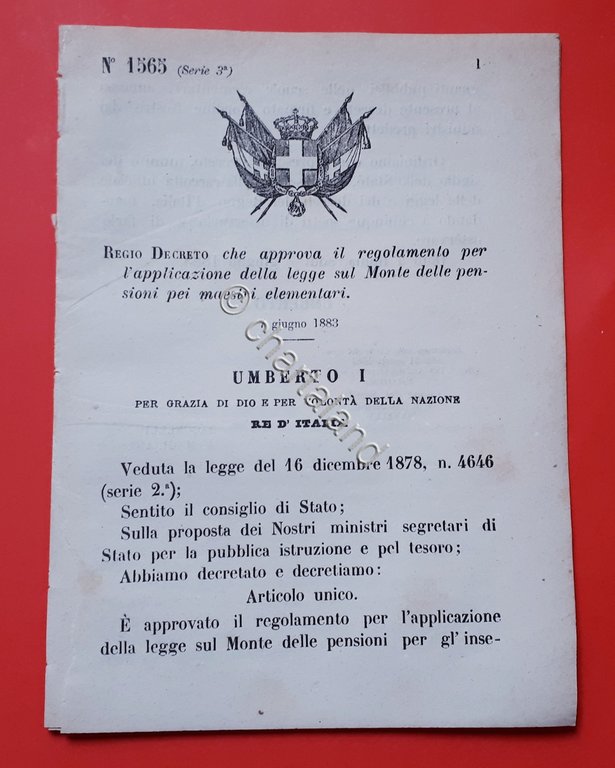 N° 1565 (Serie 3ª)
1
REGIO DECRETO che approva il regolamento per
l'applicazione della legge sul Monte delle pen-
sioni pei maestri elementari.
giugno 1883
UMBERTO I
PER GRAZIA DI DIO E PER VOLONTÀ DELLA NAZIONE
RE D' ITALIA
Veduta la legge del 16 dicembre 1878, n. 4646
(serie 2.ª);
Sentito il consiglio di Stato;
Sulla proposta dei Nostri ministri segretari di
Stato per la pubblica istruzione e pel tesoro;
Abbiamo decretato e decretiamo:
Articolo unico.
È approvato il regolamento per l'applicazione
della legge sul Monte delle pensioni per gl' inse-
© chartaland